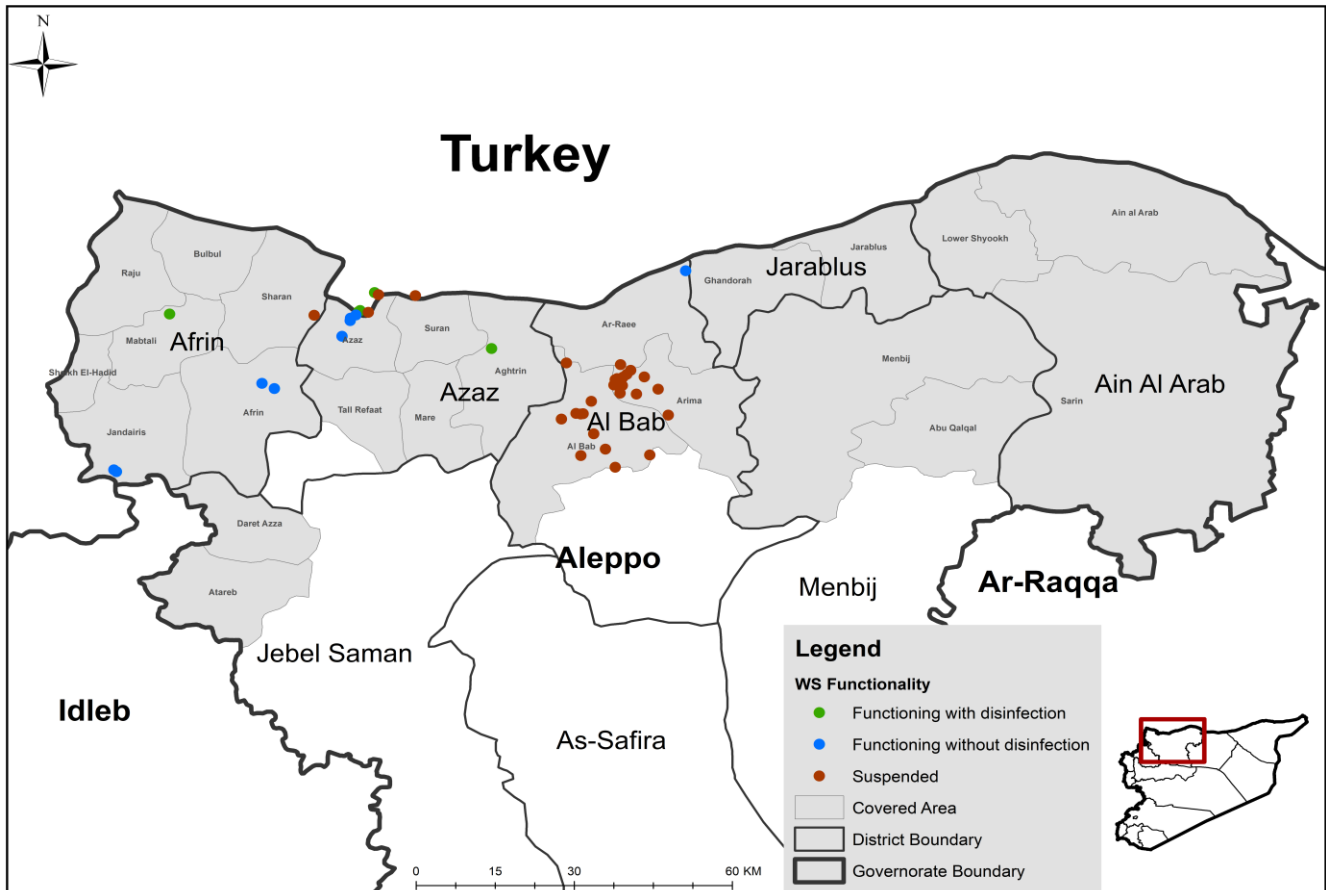 N
Turkey
Ain al Arab
Bulbul
Lower Shyookh
Jarablus
Raju
Ghandorah
Jarablus
Sharan
Ar-Raee
Suran
Mabtali
Afrin
Azaz
Menbij
Sheikh El-Hadid
Aghtrin
Ain Al Arab
Azaz
Arima
Sarin
Afrin
Tall Refaat
Mare
Al Bab
Abu Qalqal
Jandairis
Al Bab
Daret Azza
Aleppo
Menbij
Ar-Raqqa
Atareb
Jebel Saman
Idleb
As-Safira
Legend
WS Functionality
Functioning with disinfection
Functioning without disinfection
Suspended
Covered Area
District Boundary
Governorate Boundary
0 15 30 60 KM